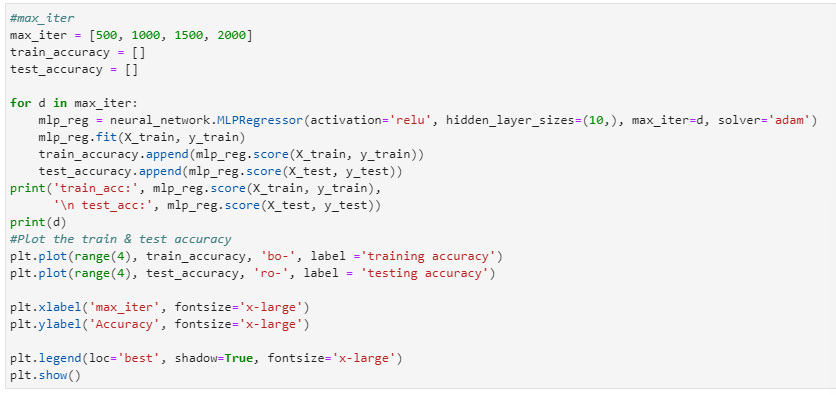 #max_iter
max_iter = [500, 1000, 1500, 2000]
train_accuracy = []
test_accuracy = []

for d in max_iter:
    mlp_reg = neural_network.MLPRegressor(activation='relu', hidden_layer_sizes=(10,), max_iter=d, solver='adam')
    mlp_reg.fit(X_train, y_train)
    train_accuracy.append(mlp_reg.score(X_train, y_train))
    test_accuracy.append(mlp_reg.score(X_test, y_test))
print('train_acc:', mlp_reg.score(X_train, y_train),
      '\n test_acc:', mlp_reg.score(X_test, y_test))
print(d)
#Plot the train & test accuracy
plt.plot(range(4), train_accuracy, 'bo-', label ='training accuracy')
plt.plot(range(4), test_accuracy, 'ro-', label = 'testing accuracy')

plt.xlabel('max_iter', fontsize='x-large')
plt.ylabel('Accuracy', fontsize='x-large')

plt.legend(loc='best', shadow=True, fontsize='x-large')
plt.show()